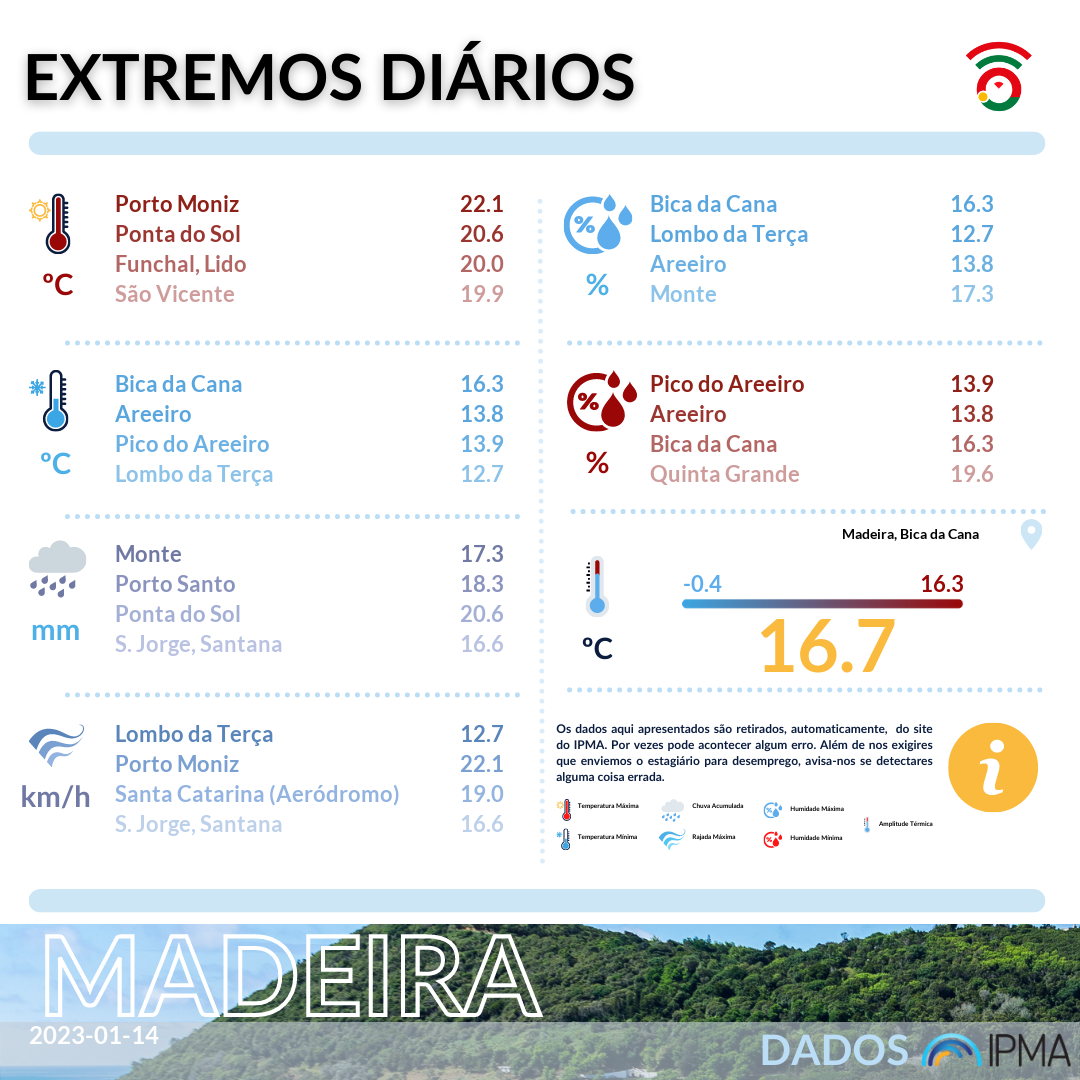 EXTREMOS DIÁRIOS
Porto Moniz 22.1
Ponta do Sol 20.6
Funchal, Lido 20.0
São Vicente 19.9
ºC
Bica da Cana 16.3
Areeiro 13.8
Pico do Areeiro 13.9
Lombo da Terça 12.7
ºC
Monte 17.3
Porto Santo 18.3
Ponta do Sol 20.6
S. Jorge, Santana 16.6
mm
Lombo da Terça 12.7
Porto Moniz 22.1
Santa Catarina (Aeródromo) 19.0
S. Jorge, Santana 16.6
km/h
%
Bica da Cana 16.3
Lombo da Terça 12.7
Areeiro 13.8
Monte 17.3
%
%
Pico do Areeiro 13.9
Areeiro 13.8
Bica da Cana 16.3
Quinta Grande 19.6
%
Madeira, Bica da Cana
-0.4 16.3
16.7
ºC
Os dados aqui apresentados são retirados, automaticamente, do site
do IPMA. Por vezes pode acontecer algum erro. Além de nos exigires
que enviemos o estagiário para desemprego, avisa-nos se detectares
alguma coisa errada.
i
Temperatura Máxima Chuva Acumulada Humidade Máxima
Amplitude Térmica
Temperatura Mínima Rajada Máxima Humidade Mínima
MADEIRA
2023-01-14
DADOS IPMA